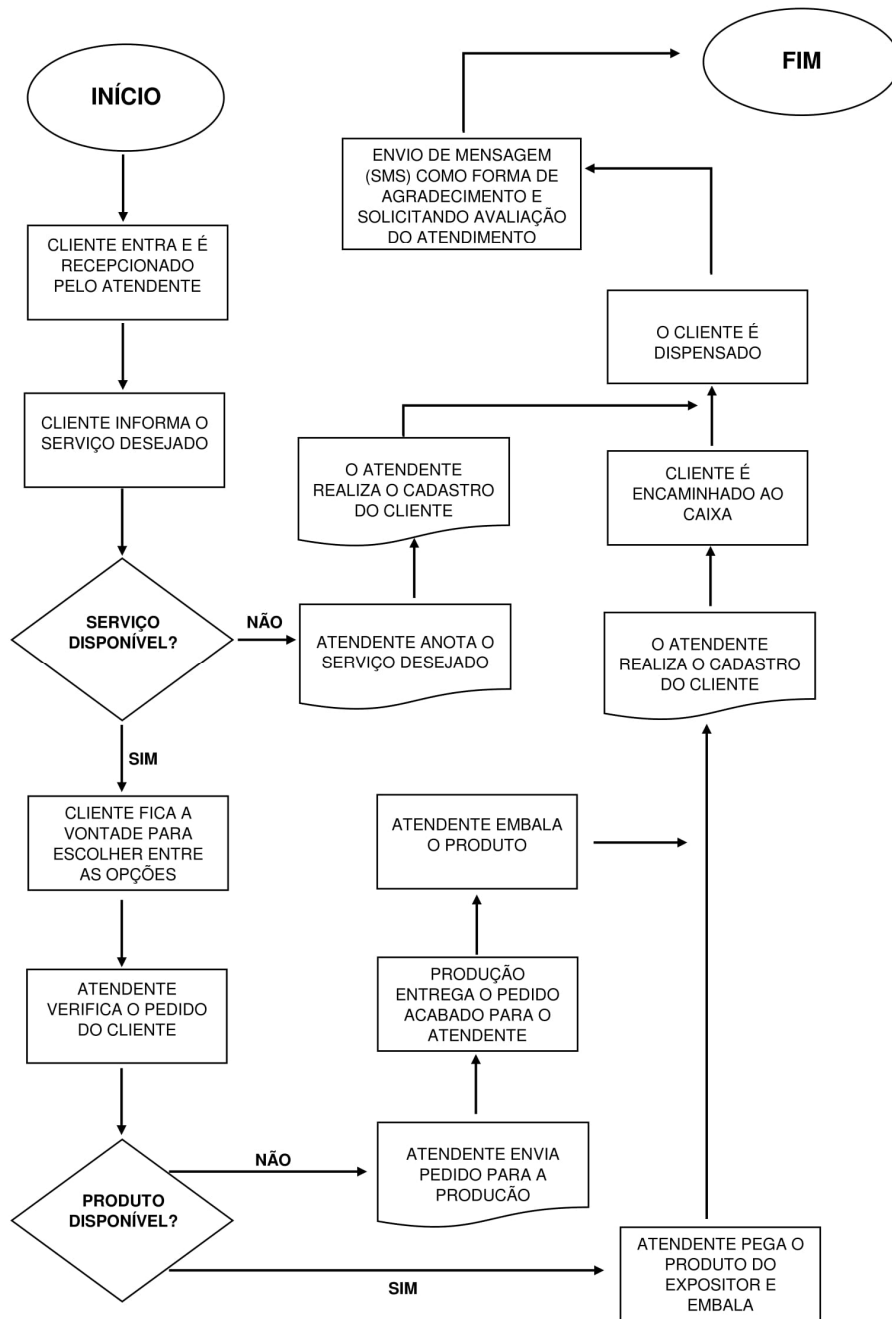 INÍCIO
CLIENTE ENTRA E É
RECEPCIONADO
PELO ATENDENTE
CLIENTE INFORMA O
SERVIÇO DESEJADO
SERVIÇO
DISPONÍVEL?
NÃO
ATENDENTE ANOTA O
SERVIÇO DESEJADO
O ATENDENTE
REALIZA O CADASTRO
DO CLIENTE
SIM
CLIENTE FICA A
VONTADE PARA
ESCOLHER ENTRE
AS OPÇÕES
ATENDENTE
VERIFICA O PEDIDO
DO CLIENTE
PRODUTO
DISPONÍVEL?
NÃO
ATENDENTE ENVIA
PEDIDO PARA A
PRODUCÃO
PRODUÇÃO
ENTREGA O PEDIDO
ACABADO PARA O
ATENDENTE
ATENDENTE EMBALA
O PRODUTO
SIM
ATENDENTE PEGA O
PRODUTO DO
EXPOSITOR E
EMBALA
O ATENDENTE
REALIZA O CADASTRO
DO CLIENTE
CLIENTE É
ENCAMINHADO AO
CAIXA
O CLIENTE É
DISPENSADO
ENVIO DE MENSAGEM
(SMS) COMO FORMA DE
AGRADECIMENTO E
SOLICITANDO AVALIAÇÃO
DO ATENDIMENTO
FIM